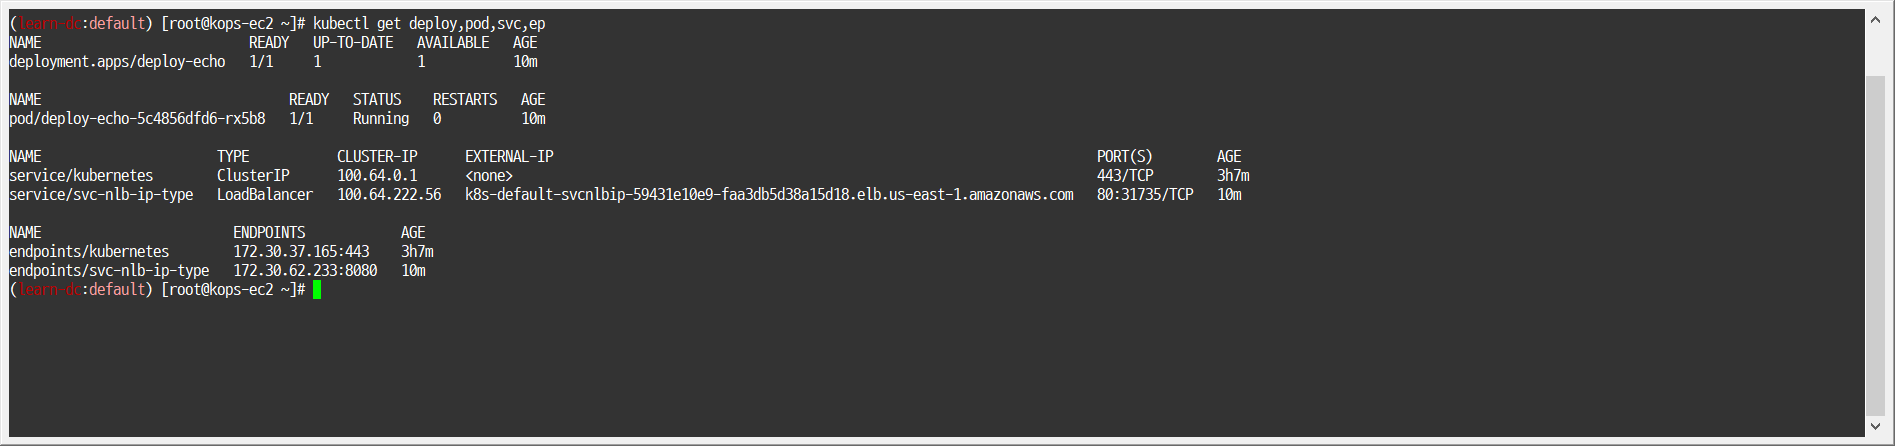 (learn-dc:default) [root@kops-ec2 ~]# kubectl get deploy,pod,svc,ep
NAME                          READY   UP-TO-DATE   AVAILABLE   AGE
deployment.apps/deploy-echo   1/1     1            1           10m

NAME                               READY   STATUS    RESTARTS   AGE
pod/deploy-echo-5c4856dfd6-rx5b8   1/1     Running   0          10m

NAME                      TYPE           CLUSTER-IP      EXTERNAL-IP                                                                    PORT(S)        AGE
service/kubernetes        ClusterIP      100.64.0.1      <none>                                                                         443/TCP        3h7m
service/svc-nlb-ip-type   LoadBalancer   100.64.222.56   k8s-default-svcnlbip-59431e10e9-faa3db5d38a15d18.elb.us-east-1.amazonaws.com   80:31735/TCP   10m

NAME                        ENDPOINTS            AGE
endpoints/kubernetes        172.30.37.165:443    3h7m
endpoints/svc-nlb-ip-type   172.30.62.233:8080   10m
(learn-dc:default) [root@kops-ec2 ~]#